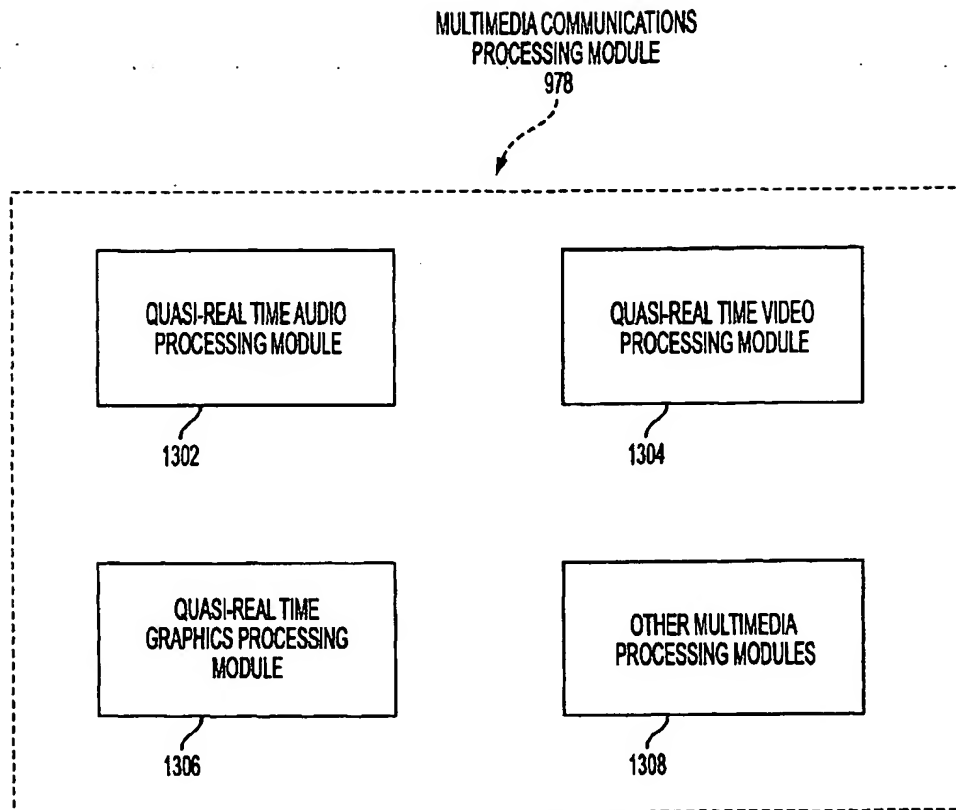 MULTIMEDIA COMMUNICATIONS
PROCESSING MODULE
978
QUASI-REAL TIME AUDIO
PROCESSING MODULE
1302
QUASI-REAL TIME VIDEO
PROCESSING MODULE
1304
QUASI-REAL TIME
GRAPHICS PROCESSING
MODULE
1306
OTHER MULTIMEDIA
PROCESSING MODULES
1308